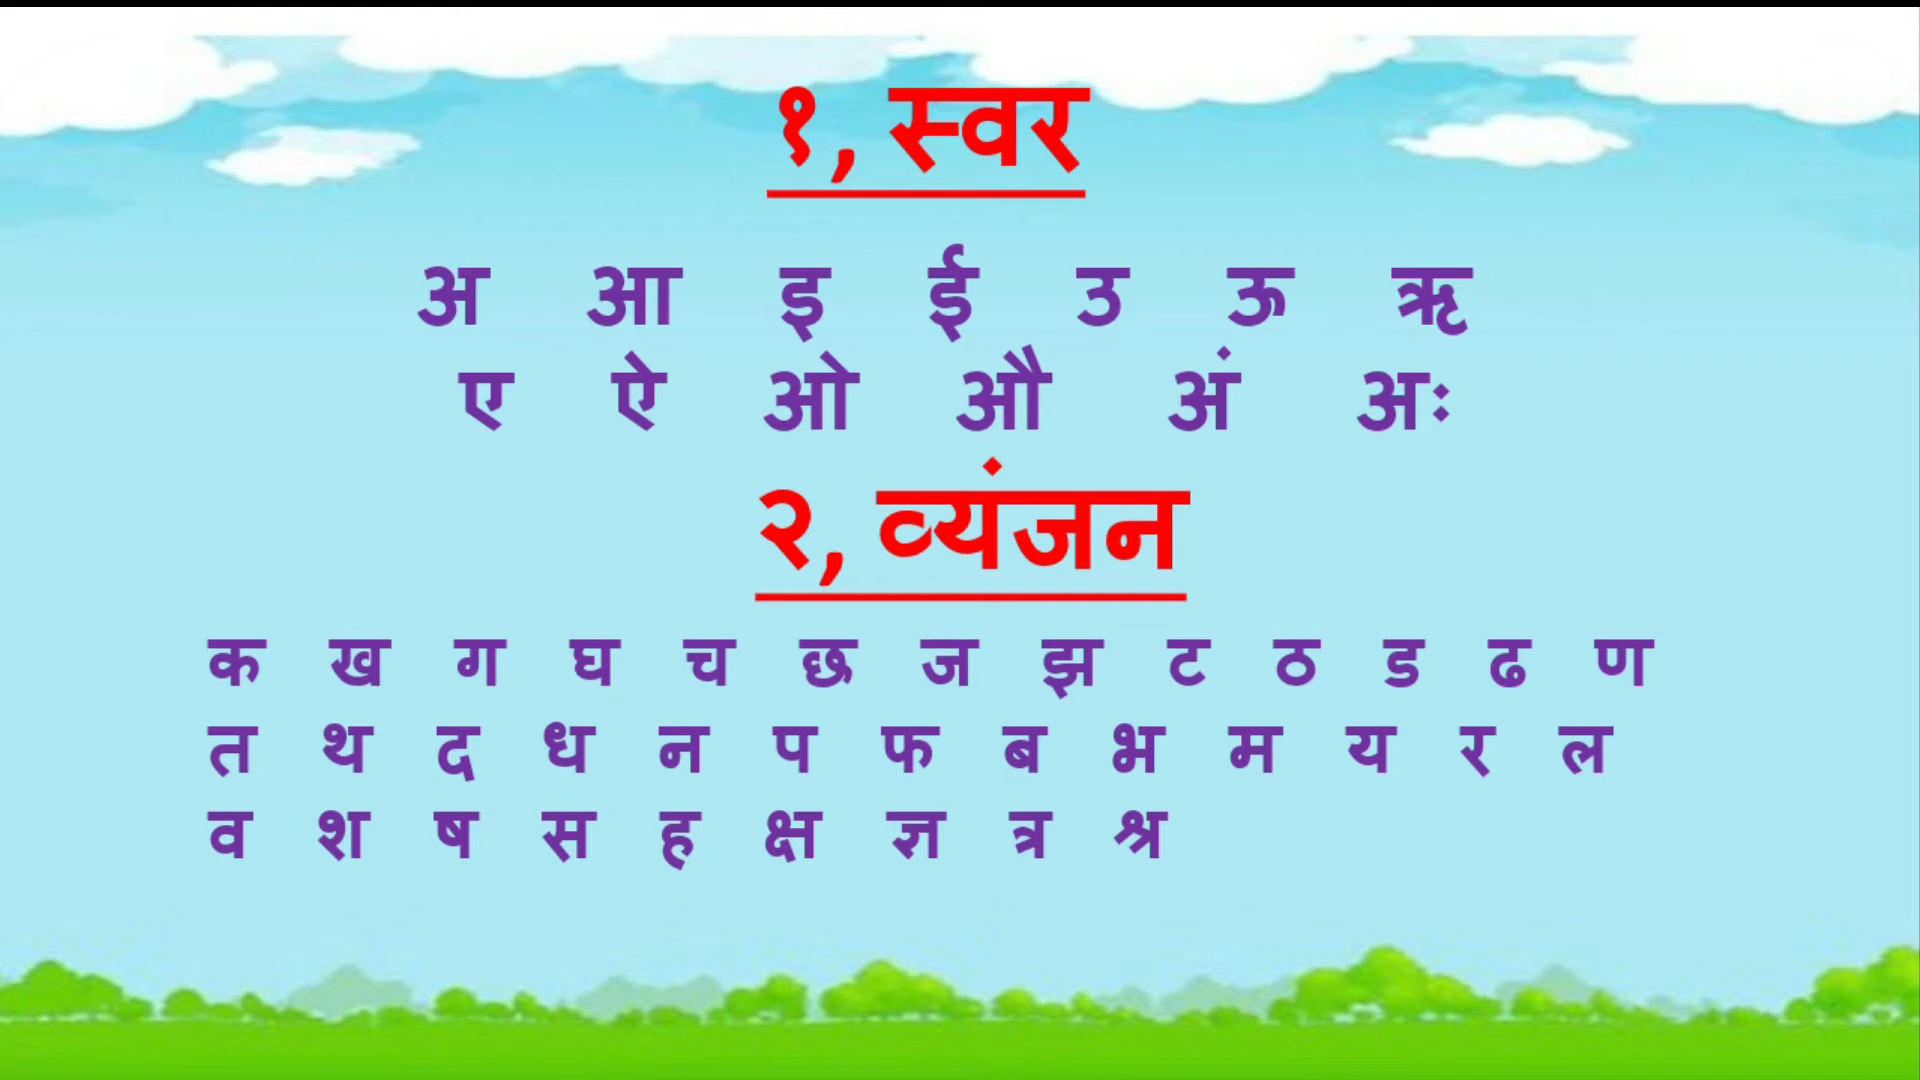 १, स्वर
अ आ इ ई उ ऊ ऋ
ए ऐ ओ औ अं अः
२, व्यंजन
क ख ग घ च छ ज झ ट ठ ड ढ ण
त थ द ध न प फ ब भ म य र ल
व श ष स ह क्ष ज्ञ त्र श्र